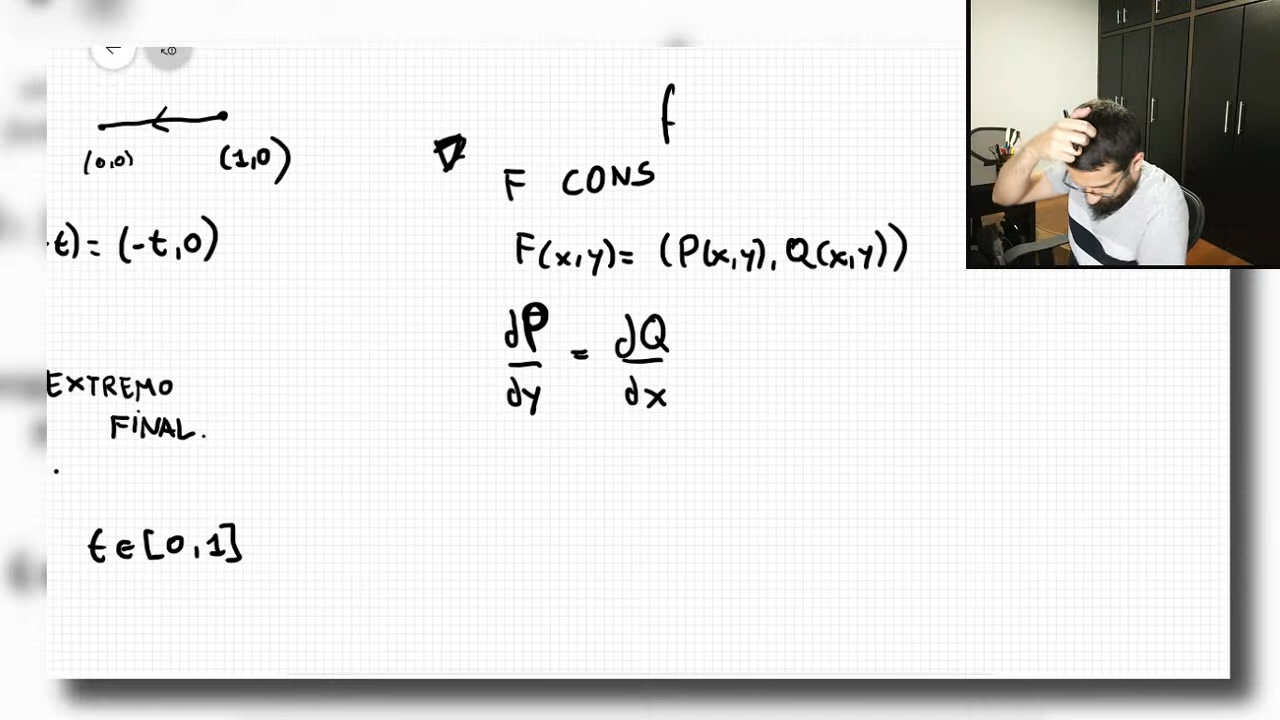 (0,0) (1,0)
t) = (-t,0)
EXTREMO
FINAL.
t ∈ [0,1]
f
∇
F CONS
F(x,y) = (P(x,y), Q(x,y))
dP/dy = dQ/dx